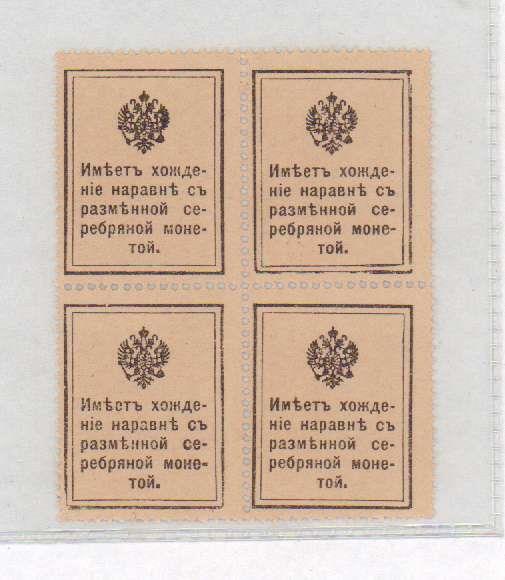 Имѣетъ хожде-
ніе наравнѣ съ
размѣнной се-
ребряной моне-
той.
Имѣетъ хожде-
ніе наравнѣ съ
размѣнной се-
ребряной моне-
той.
Имѣетъ хожде-
ніе наравнѣ съ
размѣнной се-
ребряной моне-
той.
Имѣетъ хожде-
ніе наравнѣ съ
размѣнной се-
ребряной моне-
той.